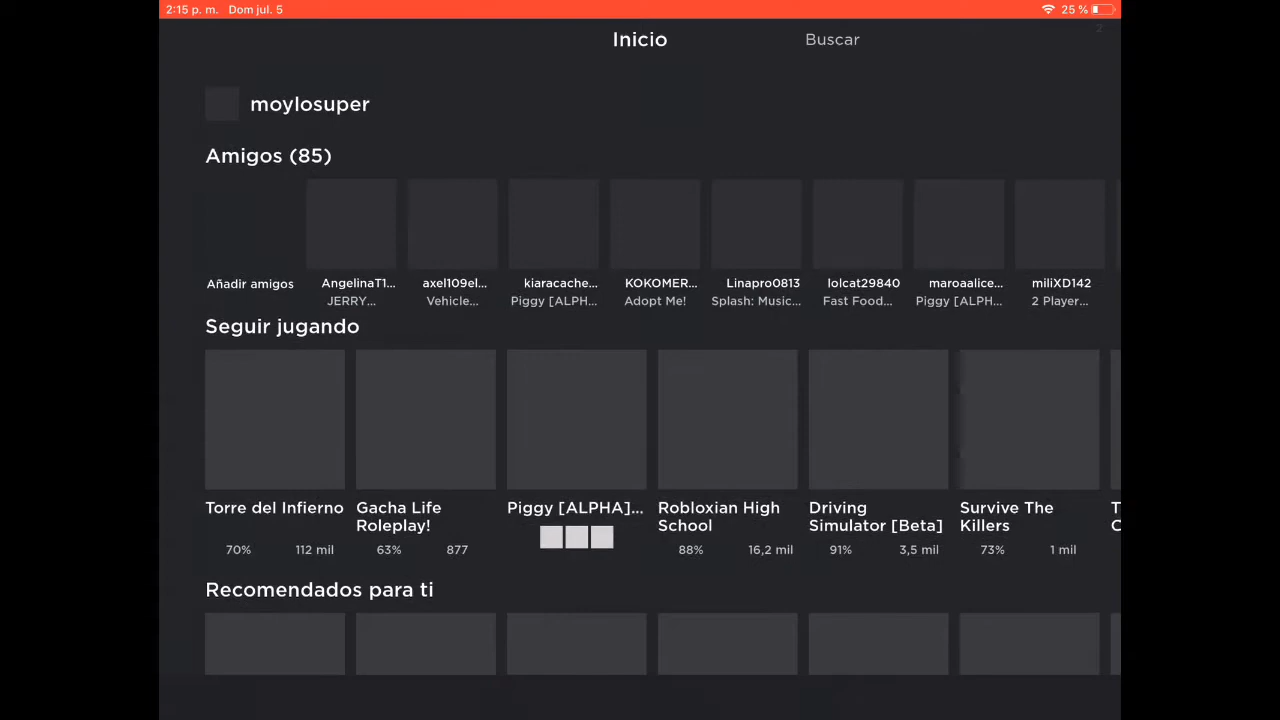 2:15 p. m. Dom jul. 5 25 %
2
Inicio Buscar
moylosuper
Amigos (85)
Añadir amigos AngelinaT1... axel109el... kiaracache... KOKOMER... Linapro0813 lolcat29840 maroaalice... miliXD142
JERRY... Vehicle... Piggy [ALPH... Adopt Me! Splash: Music... Fast Food... Piggy [ALPH... 2 Player...
Seguir jugando
Torre del Infierno Gacha Life Piggy [ALPHA]... Robloxian High Driving Survive The T
Roleplay! School Simulator [Beta] Killers C
70% 112 mil 63% 877 88% 16,2 mil 91% 3,5 mil 73% 1 mil
Recomendados para ti